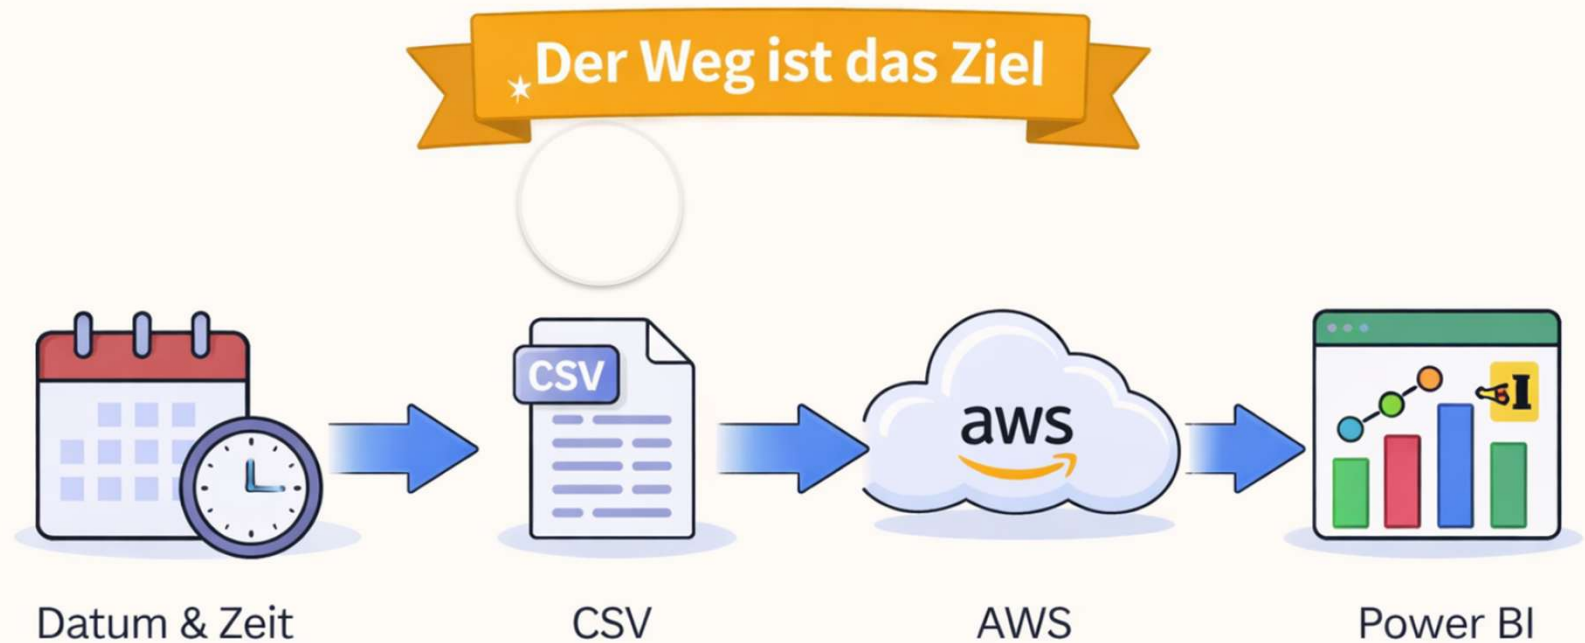 Der Weg ist das Ziel
CSV
aws
I
Datum & Zeit
CSV
AWS
Power BI